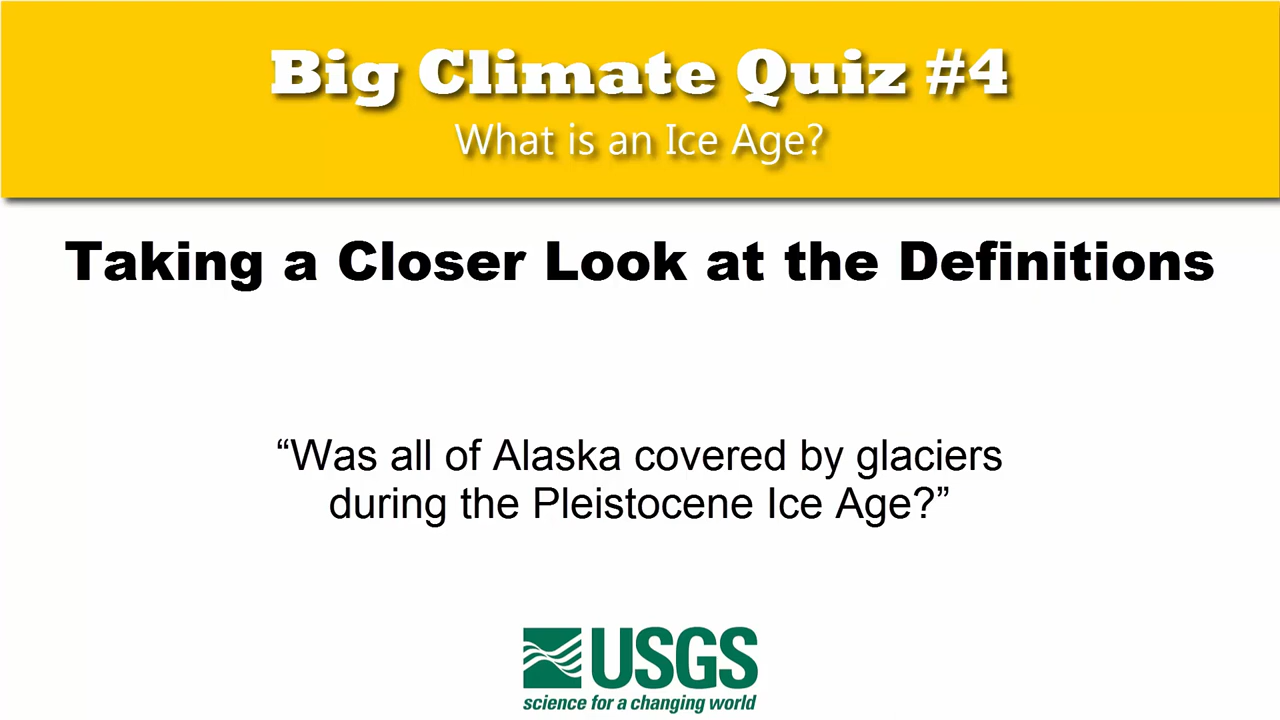 Big Climate Quiz #4
What is an Ice Age?
Taking a Closer Look at the Definitions
“Was all of Alaska covered by glaciers
during the Pleistocene Ice Age?”
USGS
science for a changing world